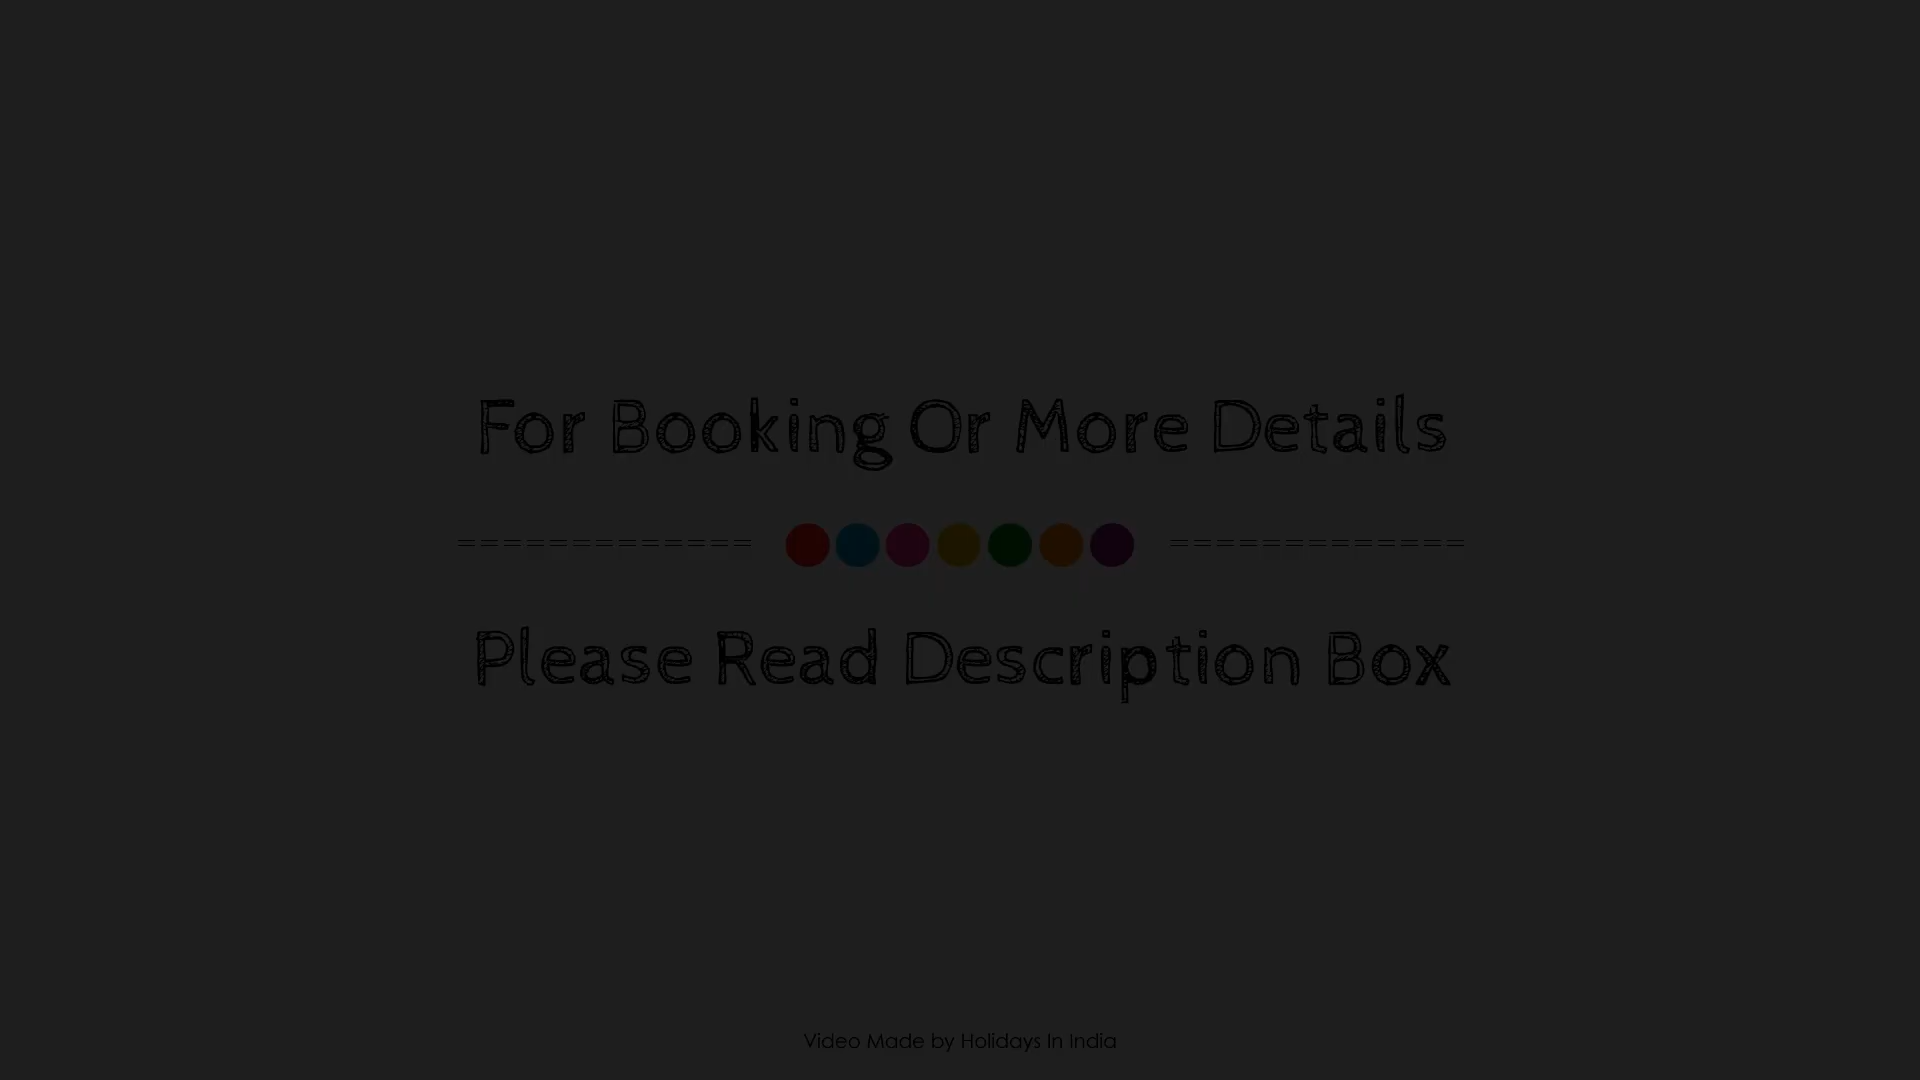 For Booking Or More Details
============= =============
Please Read Description Box
Video Made by Holidays In India